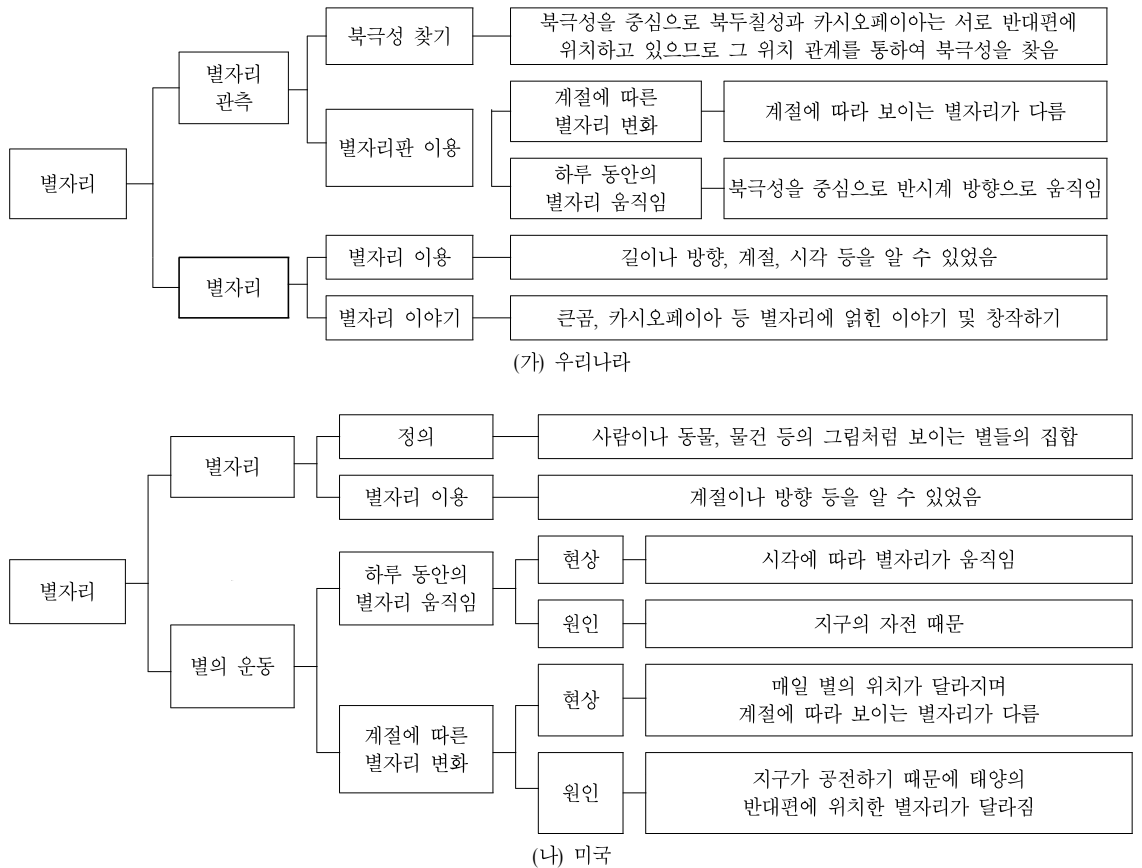 북극성 찾기
북극성을 중심으로 북두칠성과 카시오페이아는 서로 반대편에
위치하고 있으므로 그 위치 관계를 통하여 북극성을 찾음
별자리
관측
계절에 따른
별자리 변화
계절에 따라 보이는 별자리가 다름
별자리판 이용
별자리
하루 동안의
별자리 움직임
북극성을 중심으로 반시계 방향으로 움직임
별자리 이용
길이나 방향, 계절, 시각 등을 알 수 있었음
별자리
별자리 이야기
큰곰, 카시오페이아 등 별자리에 얽힌 이야기 및 창작하기
(가) 우리나라
정의
사람이나 동물, 물건 등의 그림처럼 보이는 별들의 집합
별자리
별자리 이용
계절이나 방향 등을 알 수 있었음
별자리
하루 동안의
별자리 움직임
현상
시각에 따라 별자리가 움직임
원인
지구의 자전 때문
별의 운동
현상
매일 별의 위치가 달라지며
계절에 따라 보이는 별자리가 다름
계절에 따른
별자리 변화
원인
지구가 공전하기 때문에 태양의
반대편에 위치한 별자리가 달라짐
(나) 미국